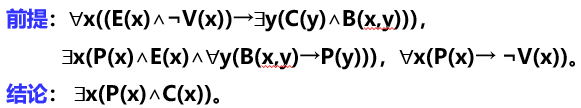 前提：∀x((E(x)∧¬V(x))→∃y(C(y)∧B(x,y)))，
∃x(P(x)∧E(x)∧∀y(B(x,y)→P(y)))，∀x(P(x)→ ¬V(x))。
结论：∃x(P(x)∧C(x))。